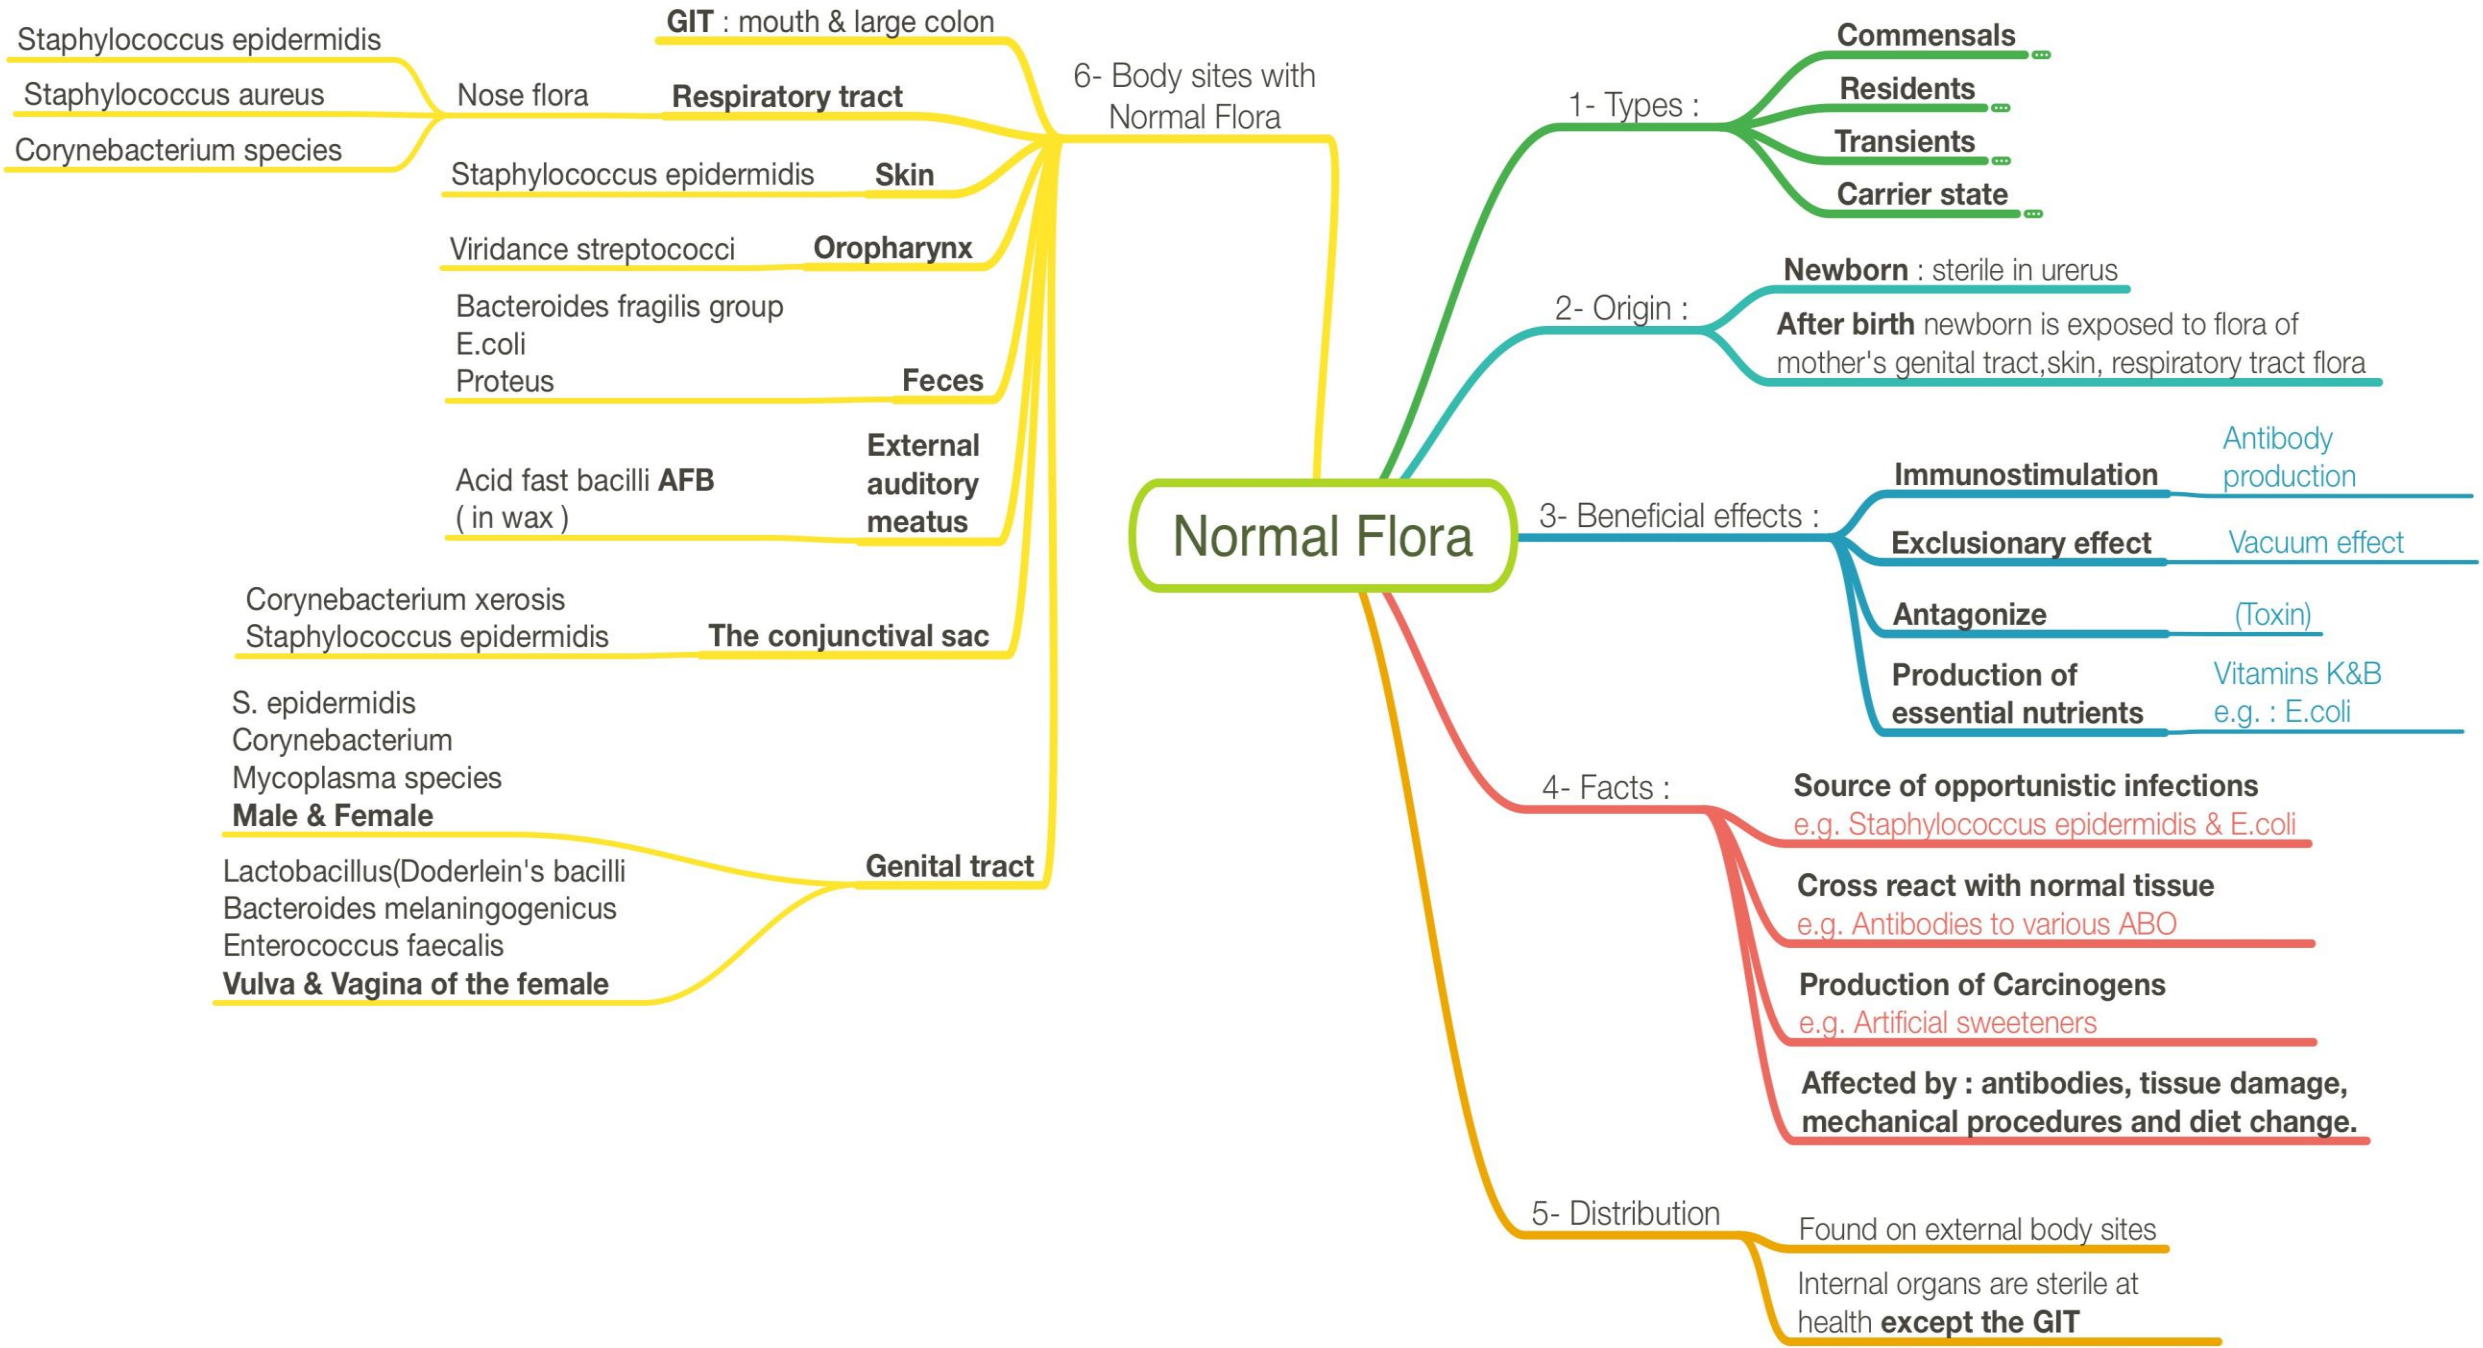 Normal Flora
1- Types :
Commensals
Residents
Transients
Carrier state
2- Origin :
Newborn : sterile in urerus
After birth newborn is exposed to flora of
mother's genital tract,skin, respiratory tract flora
3- Beneficial effects :
Immunostimulation
Antibody
production
Exclusionary effect
Vacuum effect
Antagonize
(Toxin)
Production of
essential nutrients
Vitamins K&B
e.g. : E.coli
4- Facts :
Source of opportunistic infections
e.g. Staphylococcus epidermidis & E.coli
Cross react with normal tissue
e.g. Antibodies to various ABO
Production of Carcinogens
e.g. Artificial sweeteners
Affected by : antibodies, tissue damage,
mechanical procedures and diet change.
5- Distribution
Found on external body sites
Internal organs are sterile at
health except the GIT
6- Body sites with
Normal Flora
GIT : mouth & large colon
Respiratory tract
Nose flora
Staphylococcus epidermidis
Staphylococcus aureus
Corynebacterium species
Skin
Staphylococcus epidermidis
Oropharynx
Viridance streptococci
Feces
Bacteroides fragilis group
E.coli
Proteus
External
auditory
meatus
Acid fast bacilli AFB
( in wax )
The conjunctival sac
Corynebacterium xerosis
Staphylococcus epidermidis
Genital tract
S. epidermidis
Corynebacterium
Mycoplasma species
Male & Female
Lactobacillus(Doderlein's bacilli
Bacteroides melaningogenicus
Enterococcus faecalis
Vulva & Vagina of the female